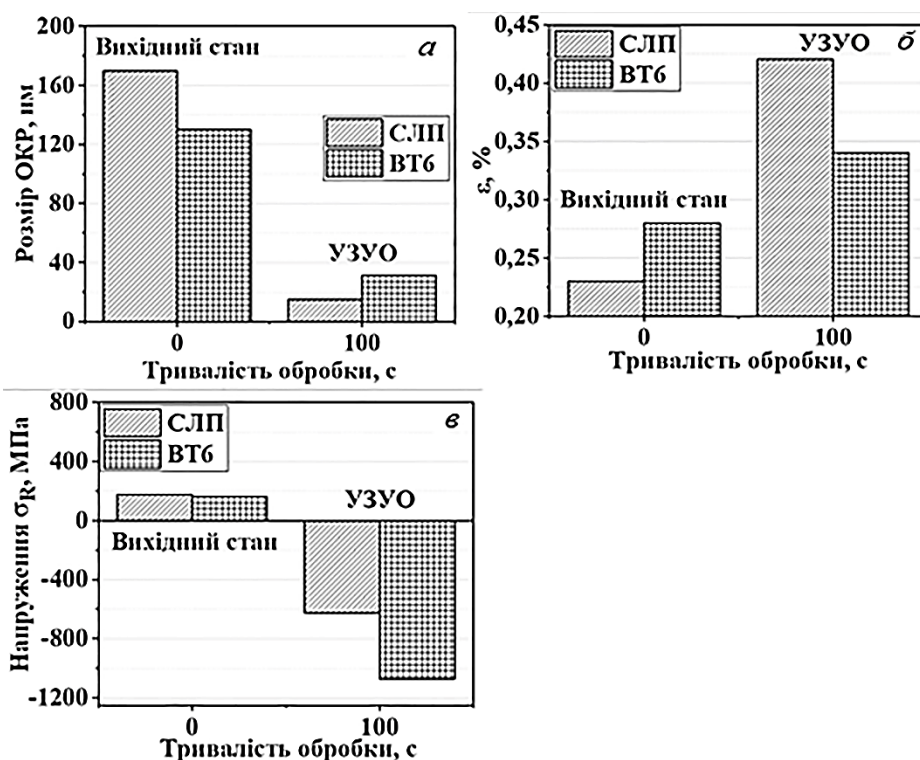 а
Вихідний стан
СЛП
ВТ6
УЗУО
Розмір ОКР, нм
200
160
120
80
40
0
0
100
Тривалість обробки, с
б
СЛП
ВТ6
УЗУО
Вихідний стан
ε, %
0,45
0,40
0,35
0,30
0,25
0,20
0
100
Тривалість обробки, с
в
СЛП
ВТ6
УЗУО
Вихідний стан
Напруження σR, МПа
800
400
0
-400
-800
-1200
0
100
Тривалість обробки, с